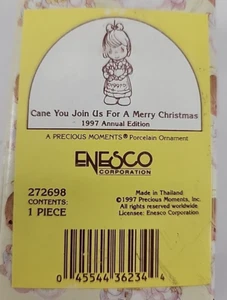 Cane You Join Us For A Merry Christmas
1997 Annual Edition
A PRECIOUS MOMENTS® Porcelain Ornament
ENESCO
CORPORATION
272698
CONTENTS:
1 PIECE
Made in Thailand
©1997 Precious Moments, Inc.
All rights reserved worldwide
Licensee: Enesco Corporation
0 45544 36234 4